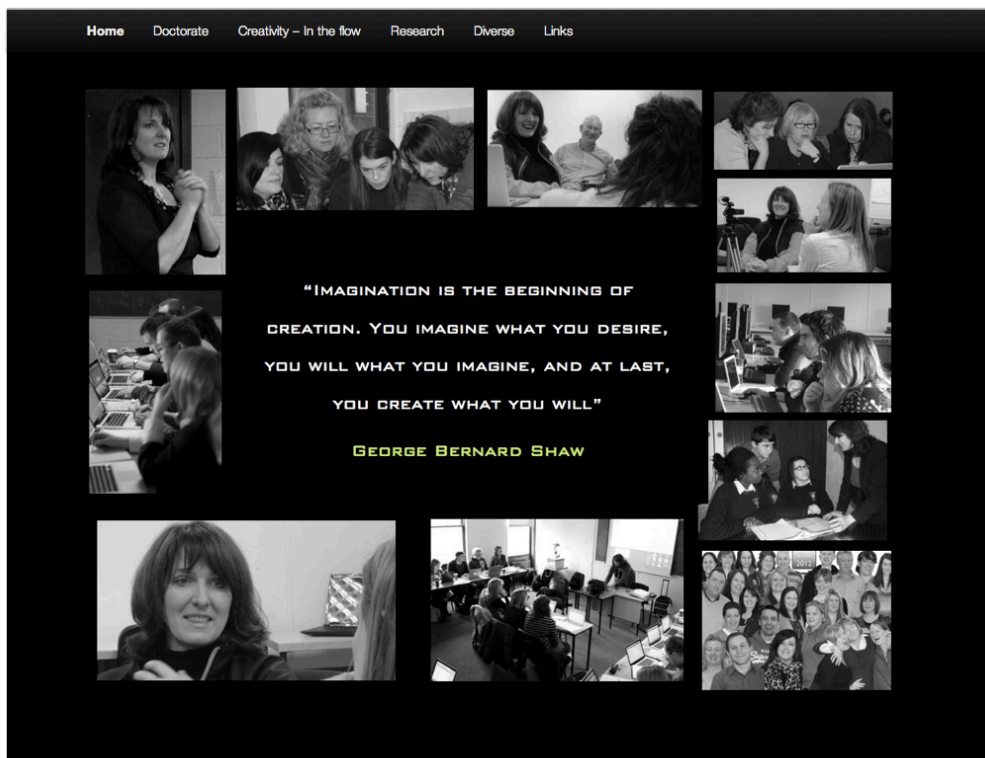 Home Doctorate Creativity – In the flow Research Diverse Links
“Imagination is the beginning of
creation. You imagine what you desire,
you will what you imagine, and at last,
you create what you will”
George Bernard Shaw
2012